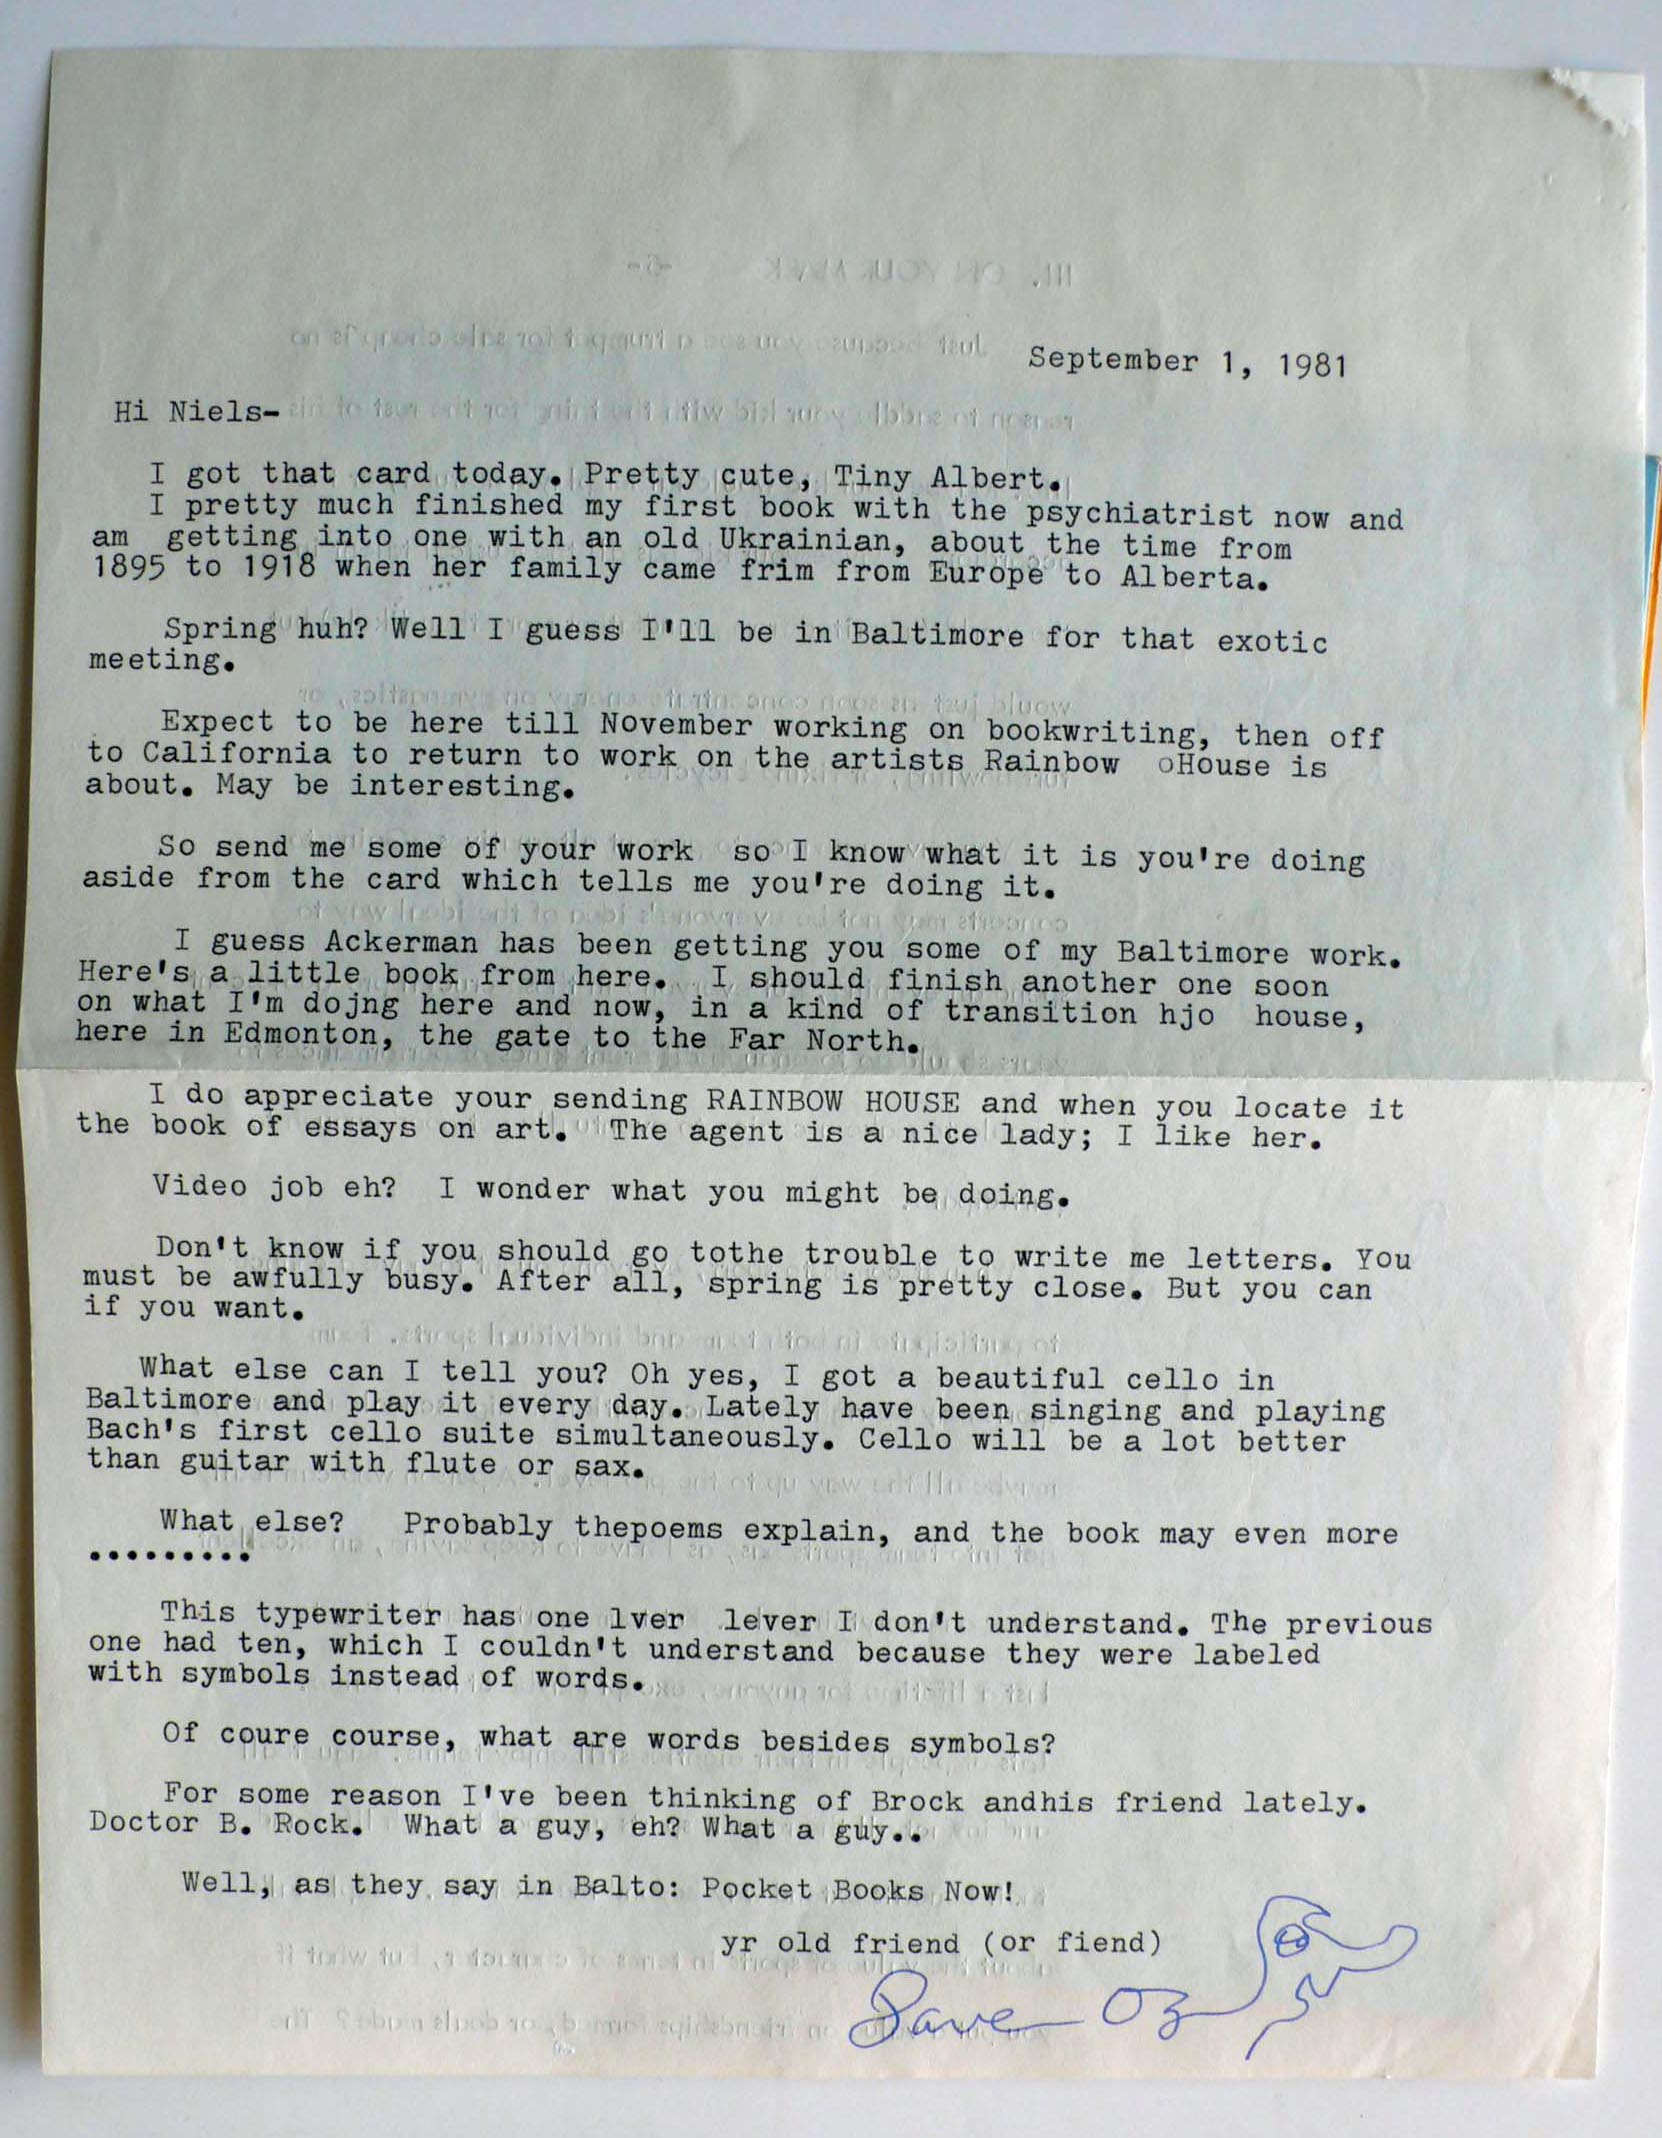 September 1, 1981
Hi Niels-
I got that card today. Pretty cute, Tiny Albert.
I pretty much finished my first book with the psychiatrist now and
am getting into one with an old Ukrainian, about the time from
1895 to 1918 when her family came frim from Europe to Alberta.
Spring huh? Well I guess I'll be in Baltimore for that exotic
meeting.
Expect to be here till November working on bookwriting, then off
to California to return to work on the artists Rainbow oHouse is
about. May be interesting.
So send me some of your work so I know what it is you're doing
aside from the card which tells me you're doing it.
I guess Ackerman has been getting you some of my Baltimore work.
Here's a little book from here. I should finish another one soon
on what I'm dojng here and now, in a kind of transition hjo house,
here in Edmonton, the gate to the Far North.
I do appreciate your sending RAINBOW HOUSE and when you locate it
the book of essays on art. The agent is a nice lady; I like her.
Video job eh? I wonder what you might be doing.
Don't know if you should go tothe trouble to write me letters. You
must be awfully busy. After all, spring is pretty close. But you can
if you want.
What else can I tell you? Oh yes, I got a beautiful cello in
Baltimore and play it every day. Lately have been singing and playing
Bach's first cello suite simultaneously. Cello will be a lot better
than guitar with flute or sax.
What else? Probably thepoems explain, and the book may even more
.........
This typewriter has one lver lever I don't understand. The previous
one had ten, which I couldn't understand because they were labeled
with symbols instead of words.
Of coure course, what are words besides symbols?
For some reason I've been thinking of Brock andhis friend lately.
Doctor B. Rock. What a guy, eh? What a guy..
Well, as they say in Balto: Pocket Books Now!
yr old friend (or fiend)
Dave Oz